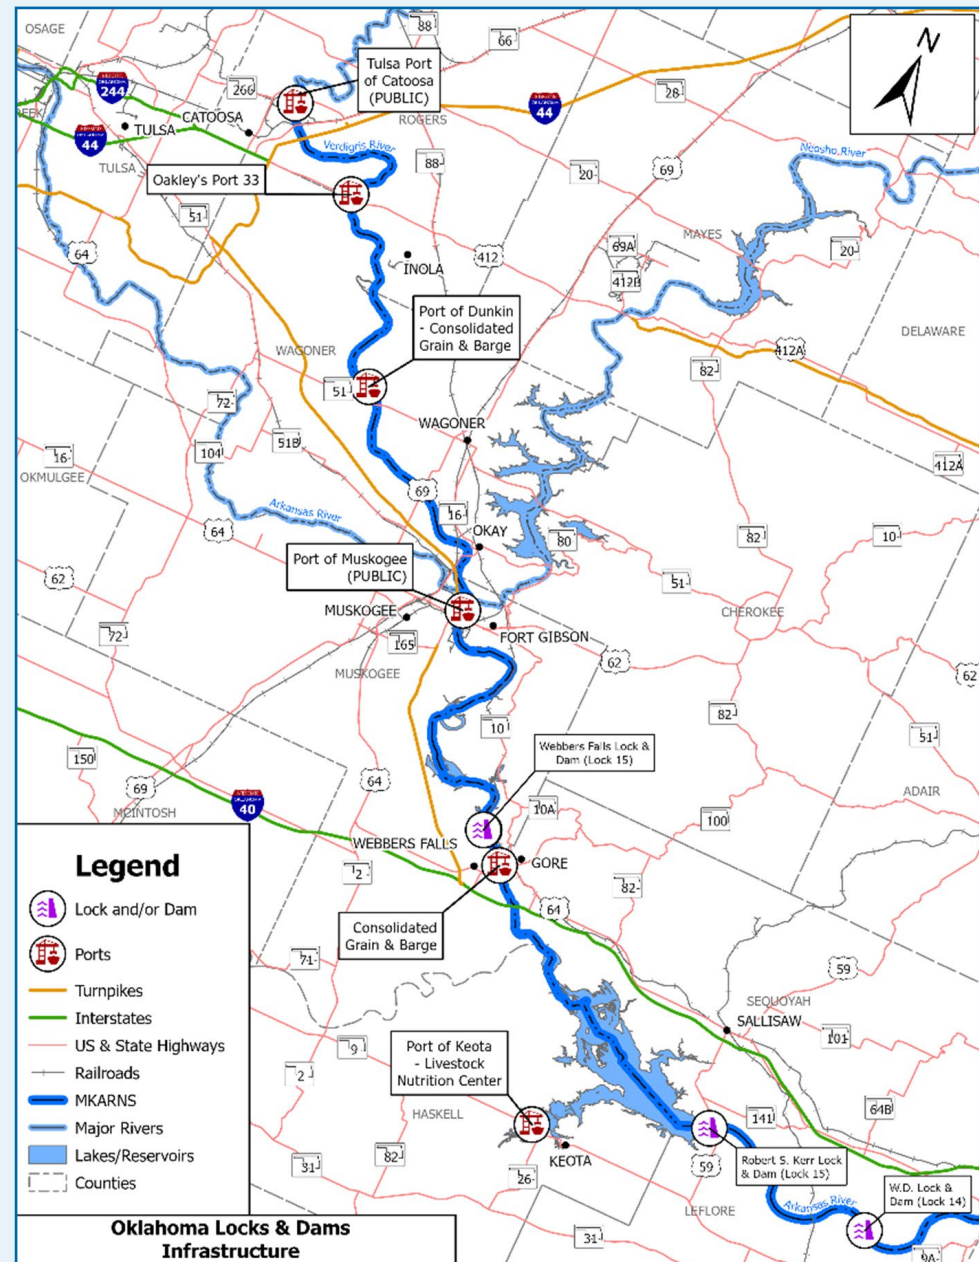 OSAGE
88
66
N
Tulsa Port
of Catoosa
(PUBLIC)
244
266
28
44
CATOOSA
ROGERS
TULSA
44
Verdigris River
Neosho River
TULSA
88
69
20
Oakley's Port 33
51
MAYES
64
69A
20
412
INOLA
412B
Port of Dunkin
- Consolidated
Grain & Barge
DELAWARE
WAGONER
412A
82
51
72
WAGONER
51B
104
16
412A
OKMULGEE
69
Arkansas River
16
64
OKAY
80
82
10
Port of Muskogee
(PUBLIC)
62
51
MUSKOGEE
CHEROKEE
72
165
FORT GIBSON
62
MUSKOGEE
62
82
10
51
Webbers Falls Lock &
Dam (Lock 15)
150
64
69
ADAIR
40
10A
MCINTOSH
100
WEBBERS FALLS
GORE
2
82
64
Consolidated
Grain & Barge
71
59
SEQUOYAH
SALLISAW
101
9
Port of Keota
- Livestock
Nutrition Center
2
HASKELL
141
64B
82
KEOTA
31
59
26
Robert S. Kerr Lock
& Dam (Lock 15)
W.D. Lock &
Dam (Lock 14)
Arkansas River
LEFLORE
31
9A
Legend
Lock and/or Dam
Ports
Turnpikes
Interstates
US & State Highways
Railroads
MKARNS
Major Rivers
Lakes/Reservoirs
Counties
Oklahoma Locks & Dams
Infrastructure